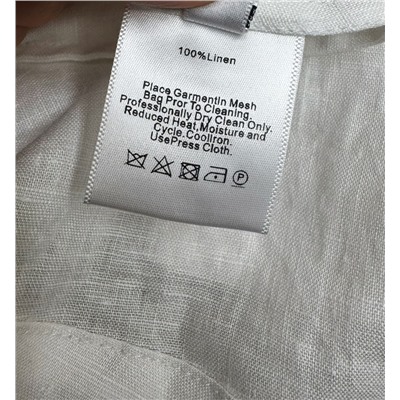 100%Linen
Place Garmentin Mesh
Bag Pror To Cleaning.
Professionally Dry Clean Only.
Reduced Heat,Moisture and
Cycle.CoolIron.
UsePress Cloth.
P